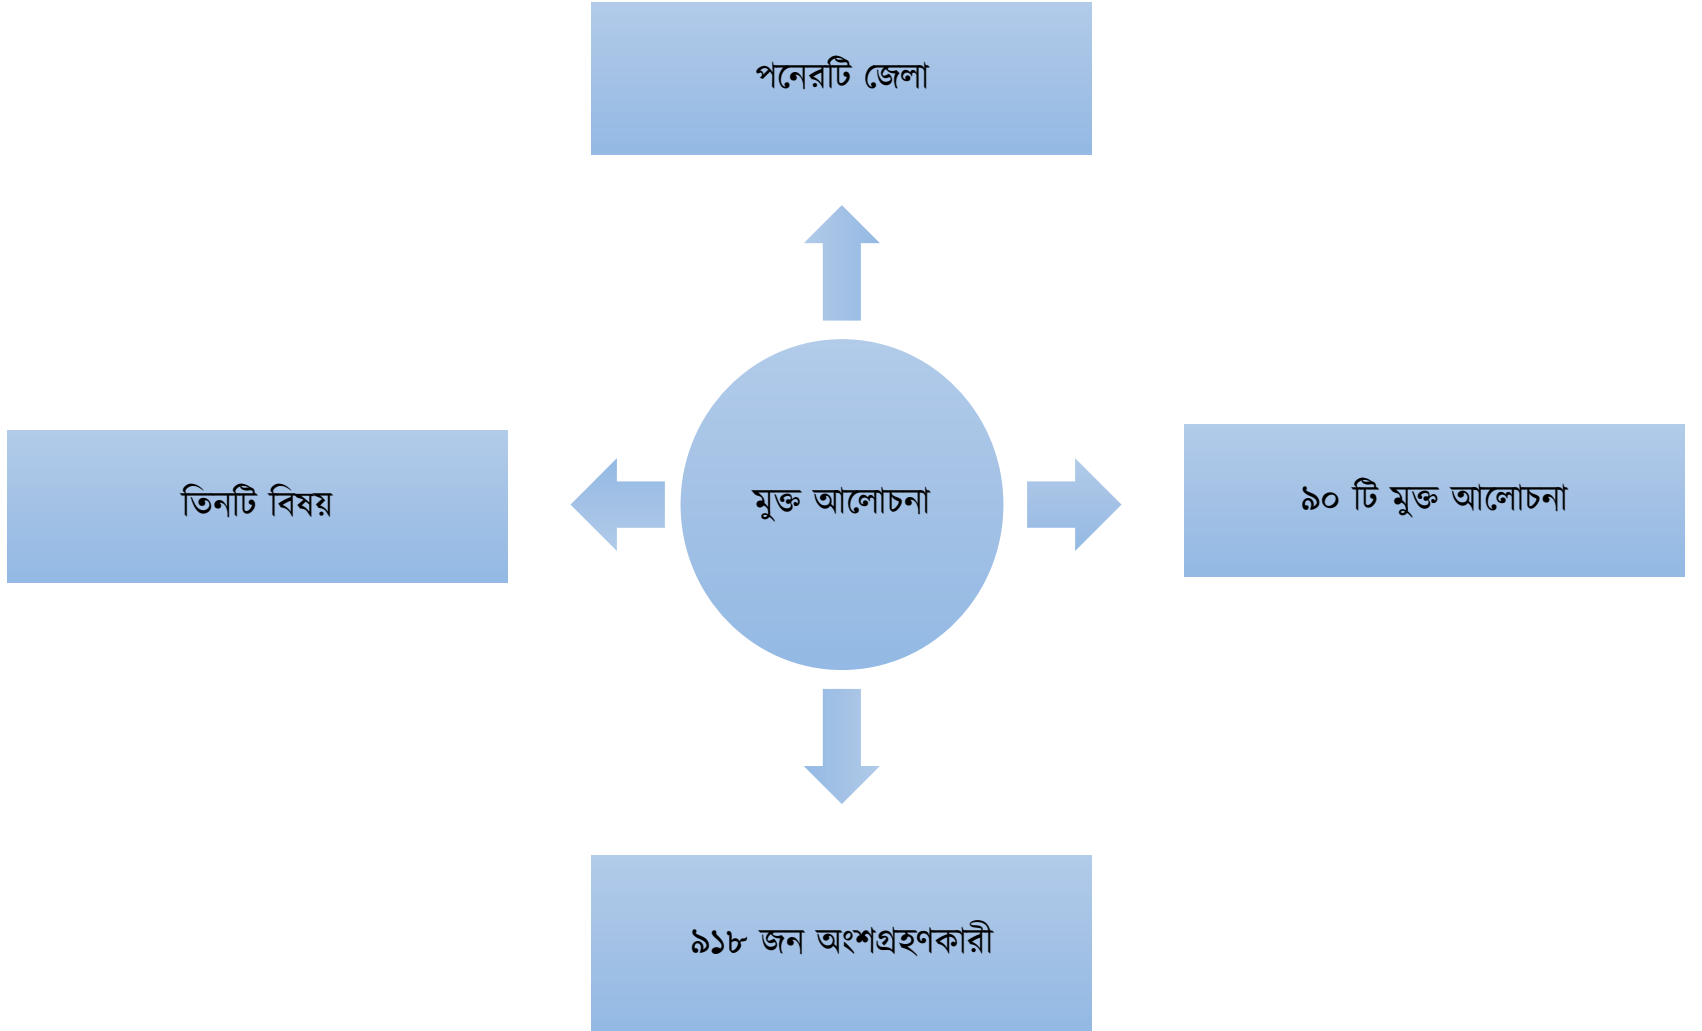 পনেরটি জেলা
তিনটি বিষয়
মুক্ত আলোচনা
৯০ টি মুক্ত আলোচনা
৯১৮ জন অংশগ্রহণকারী